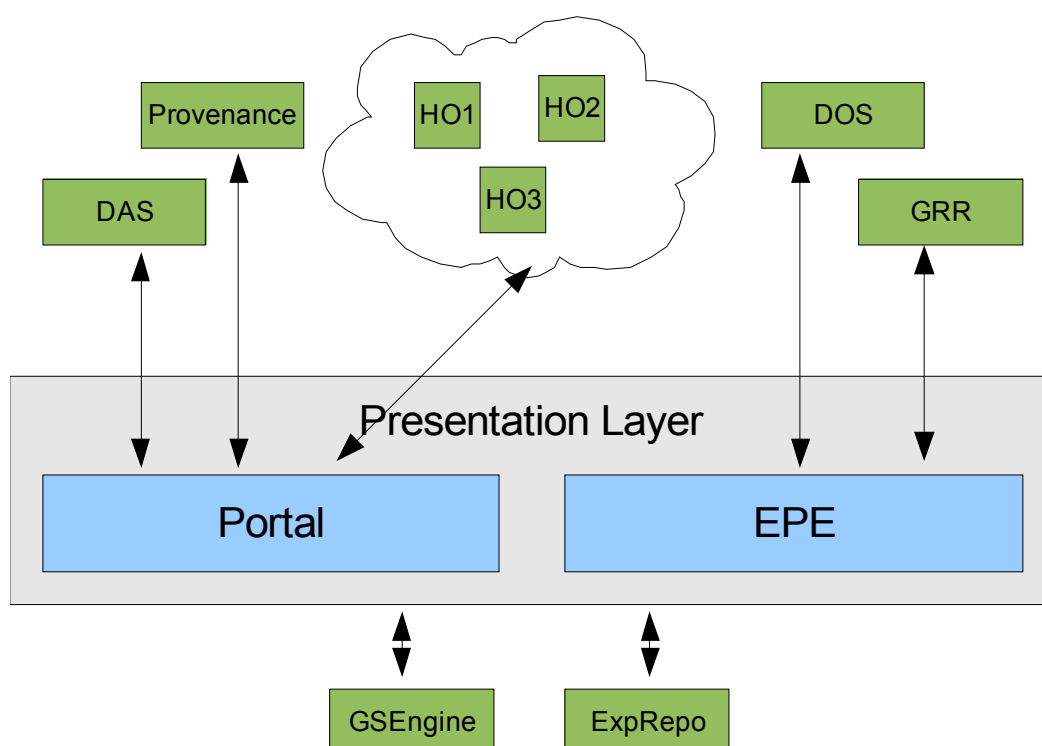 HO1
HO2
Provenance
DOS
HO3
DAS
GRR
Presentation Layer
Portal
EPE
GSEngine
ExpRepo